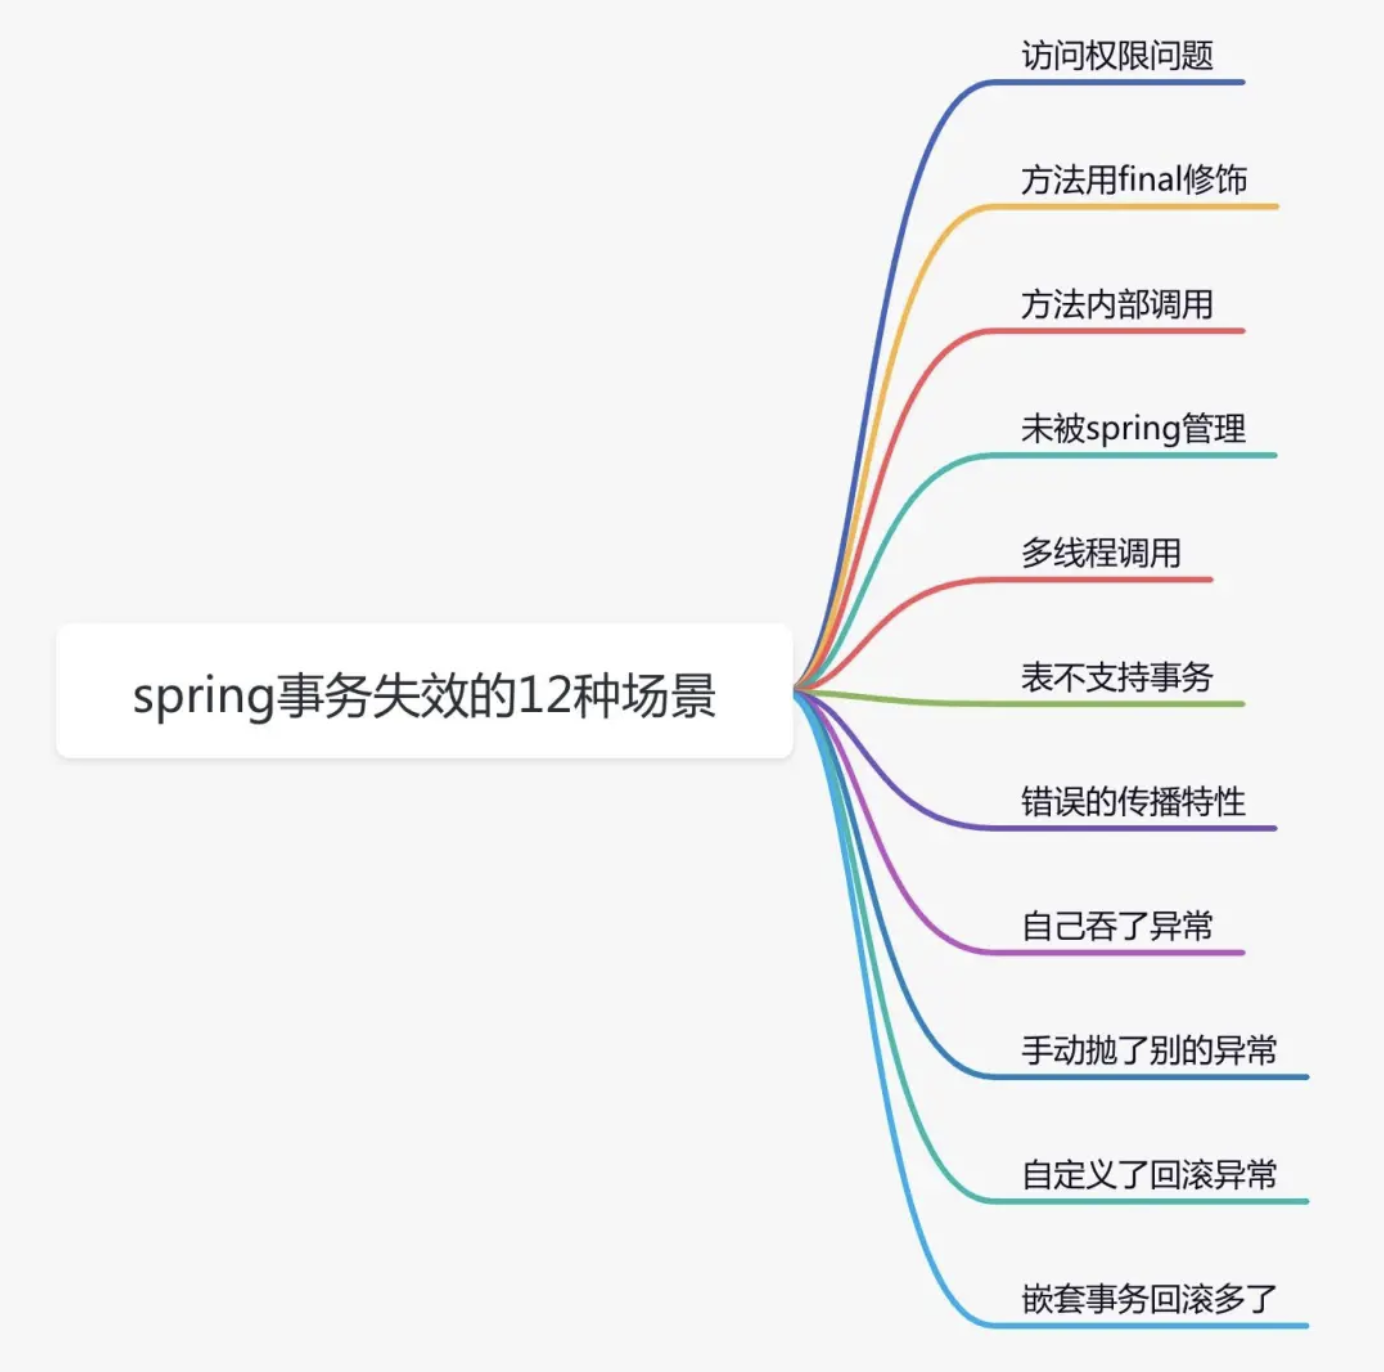 访问权限问题
方法用final修饰
方法内部调用
未被spring管理
多线程调用
spring事务失效的12种场景
表不支持事务
错误的传播特性
自己吞了异常
手动抛了别的异常
自定义了回滚异常
嵌套事务回滚多了